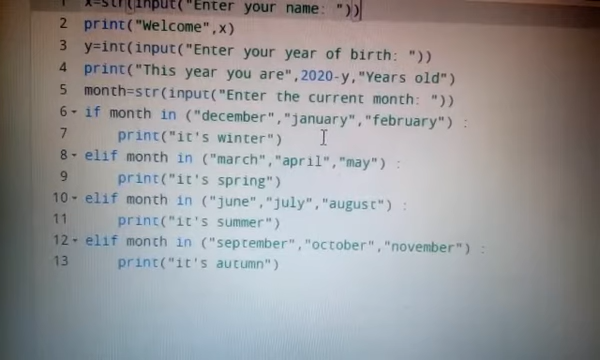 1 x=str(input("Enter your name: "))
2 print("Welcome",x)
3 y=int(input("Enter your year of birth: "))
4 print("This year you are",2020-y,"Years old")
5 month=str(input("Enter the current month: "))
6 if month in ("december","january","february") :
7 print("it's winter")
8 elif month in ("march","april","may") :
9 print("it's spring")
10 elif month in ("june","july","august") :
11 print("it's summer")
12 elif month in ("september","october","november") :
13 print("it's autumn")